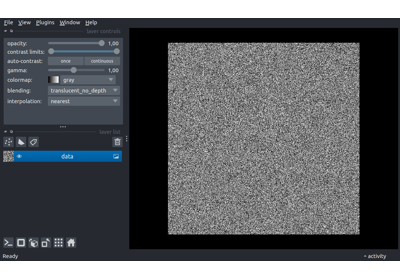 File View Plugins Window Help
layer controls
opacity: 1,00
contrast limits:
auto-contrast: once continuous
gamma: 1,00
colormap: gray
blending: translucent_no_depth
interpolation: nearest
layer list
data
Ready
activity